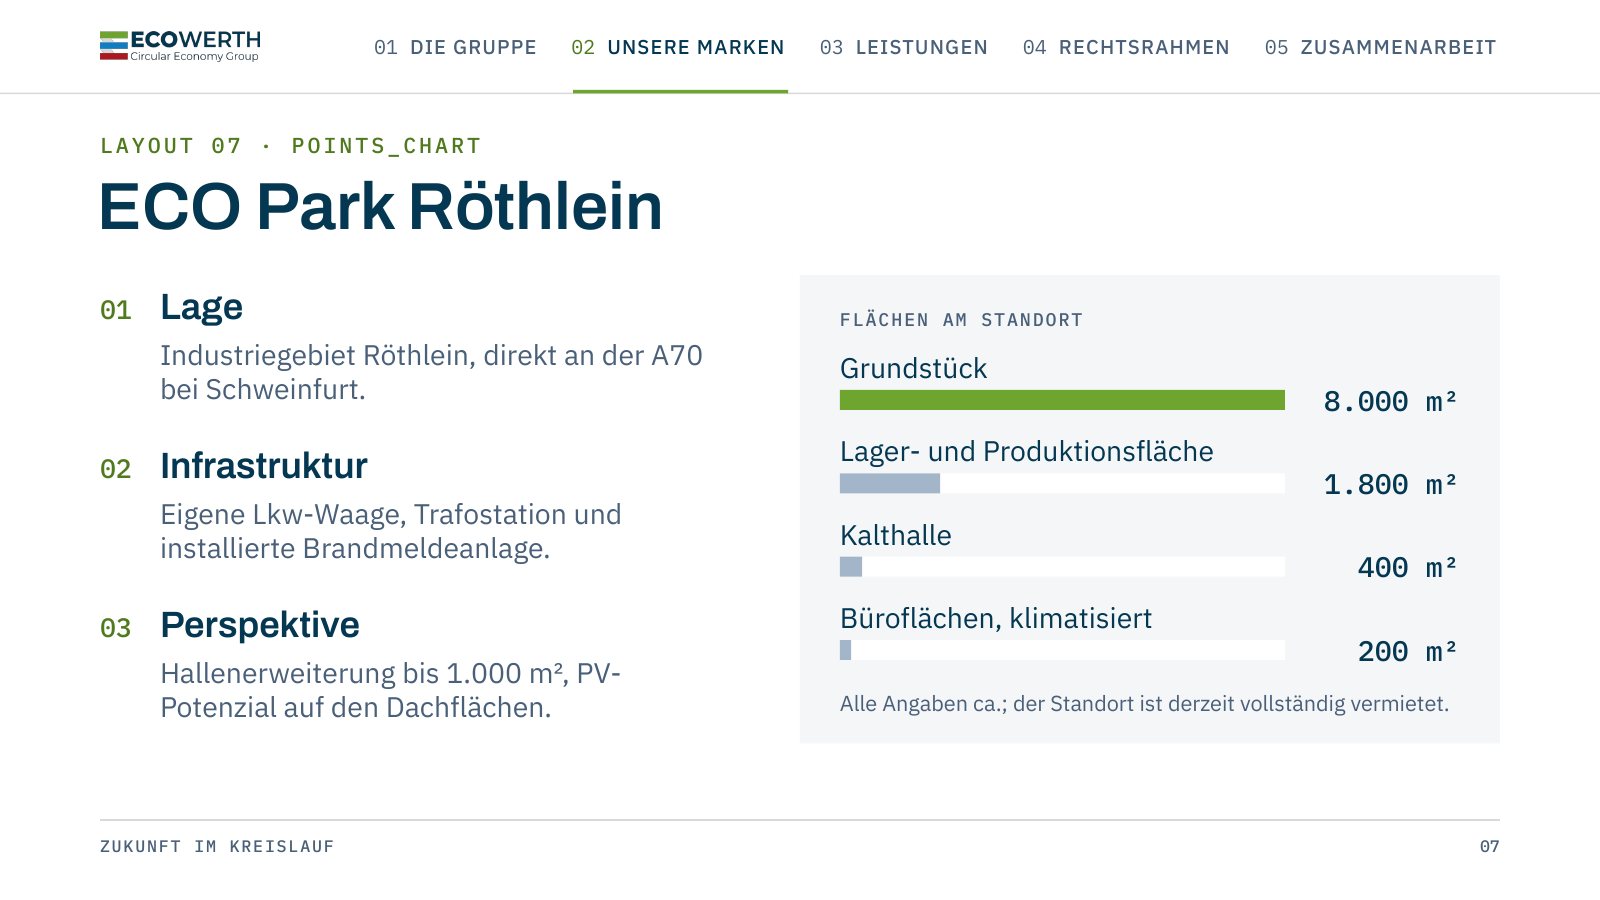 ECOWERTH
Circular Economy Group
01 DIE GRUPPE
02 UNSERE MARKEN
03 LEISTUNGEN
04 RECHTSRAHMEN
05 ZUSAMMENARBEIT
LAYOUT 07 · POINTS_CHART
ECO Park Röthlein
01 Lage
Industriegebiet Röthlein, direkt an der A70
bei Schweinfurt.
02 Infrastruktur
Eigene Lkw-Waage, Trafostation und
installierte Brandmeldeanlage.
03 Perspektive
Hallenerweiterung bis 1.000 m², PV-
Potenzial auf den Dachflächen.
FLÄCHEN AM STANDORT
Grundstück
8.000 m²
Lager- und Produktionsfläche
1.800 m²
Kalthalle
400 m²
Büroflächen, klimatisiert
200 m²
Alle Angaben ca.; der Standort ist derzeit vollständig vermietet.
ZUKUNFT IM KREISLAUF
07